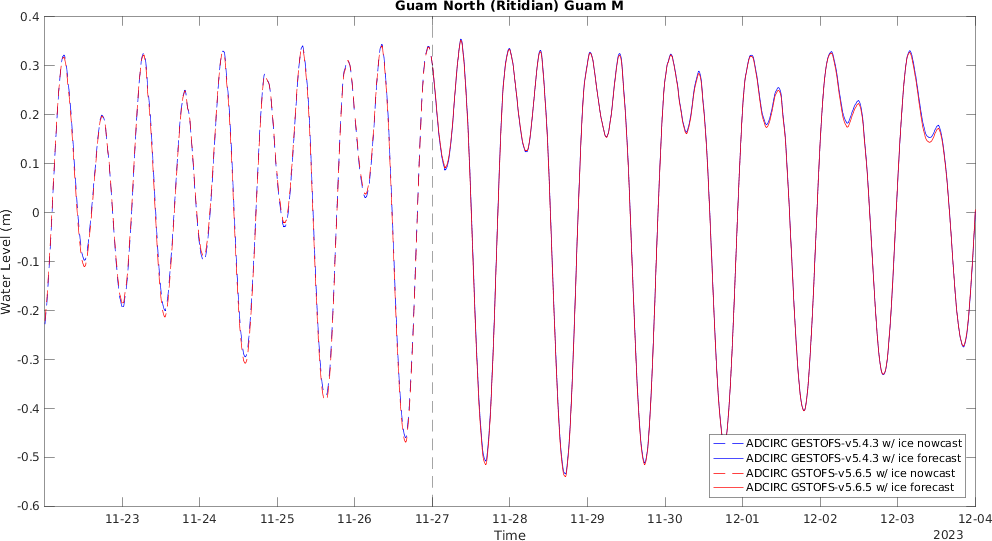 Guam North (Ritidian) Guam M
0.4
0.3
0.2
0.1
0
-0.1
-0.2
-0.3
-0.4
-0.5
-0.6
Water Level (m)
ADCIRC GESTOFS-v5.4.3 w/ ice nowcast
ADCIRC GESTOFS-v5.4.3 w/ ice forecast
ADCIRC GSTOFS-v5.6.5 w/ ice nowcast
ADCIRC GSTOFS-v5.6.5 w/ ice forecast
11-23 11-24 11-25 11-26 11-27 11-28 11-29 11-30 12-01 12-02 12-03 12-04
Time
2023